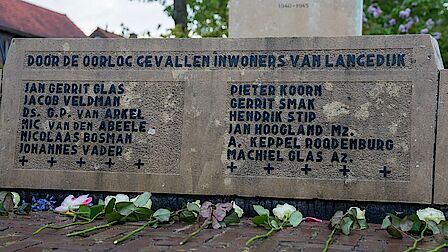 1940-1945
DOOR DE OORLOG GEVALLEN INWONERS VAN LANGEDIJK
JAN GERRIT GLAS
JACOB VELDMAN
DS. G.P. VAN ARKEL
MIC VAN DEN ABEELE
NICOLAAS BOSMAN
JOHANNES VADER
PIETER KOORN
GERRIT SMAK
HENDRIK STIP
JAN HOOGLAND MZ.
A. KEPPEL ROODENBURG
MACHIEL GLAS AZ.